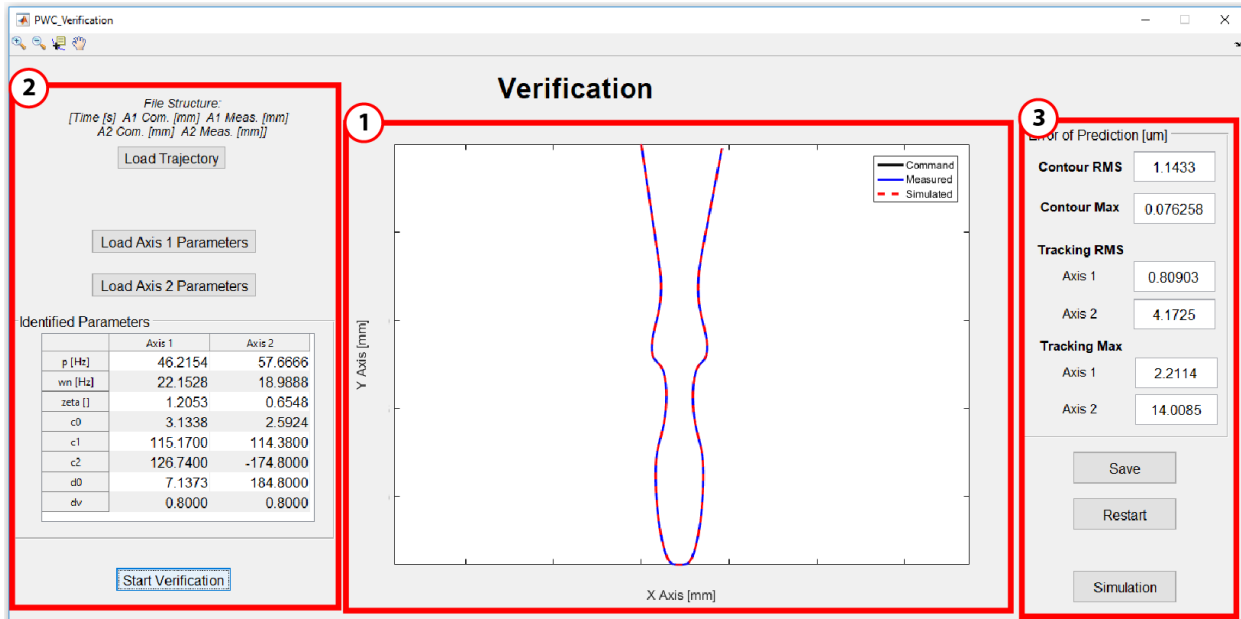 PWC_Verification
Verification
2
File Structure:
[Time [s] A1 Com. [mm] A1 Meas. [mm]
A2 Com. [mm] A2 Meas. [mm]]
Load Trajectory
Load Axis 1 Parameters
Load Axis 2 Parameters
Identified Parameters
Axis 1 Axis 2
p [Hz] 46.2154 57.6666
wn [Hz] 22.1528 18.9888
zeta [] 1.2053 0.6548
c0 3.1338 2.5924
c1 115.1700 114.3800
c2 126.7400 -174.8000
d0 7.1373 184.8000
dv 0.8000 0.8000
Start Verification
1
Command
Measured
Simulated
Y Axis [mm]
X Axis [mm]
3
Error of Prediction [um]
Contour RMS 1.1433
Contour Max 0.076258
Tracking RMS
Axis 1 0.80903
Axis 2 4.1725
Tracking Max
Axis 1 2.2114
Axis 2 14.0085
Save
Restart
Simulation